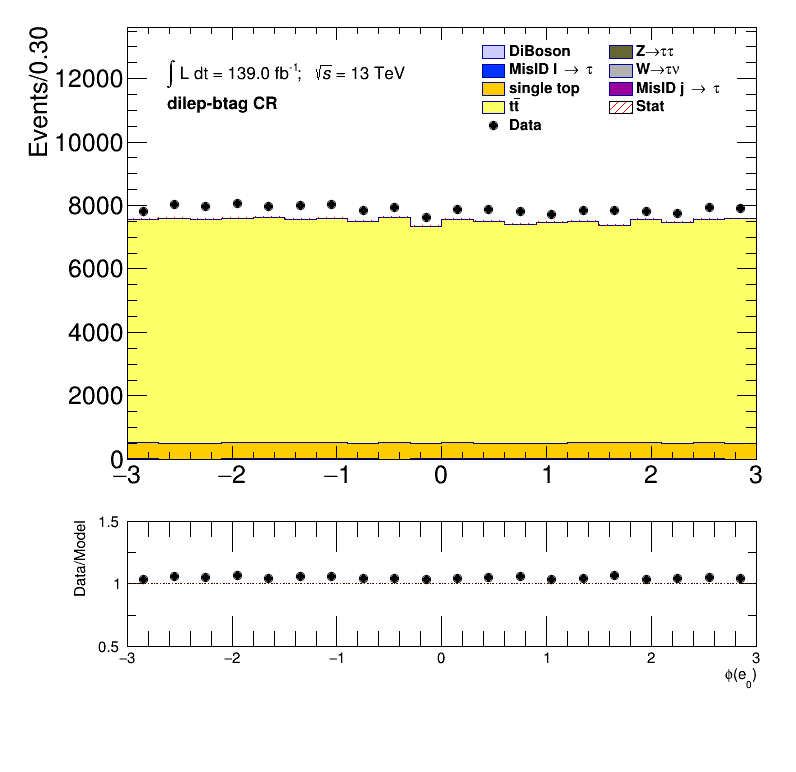 Events/0.30
∫ L dt = 139.0 fb⁻¹; √s = 13 TeV
dilep-btag CR
DiBoson
MisID l → τ
single top
tt̄
Data
Z→ττ
W→τν
MisID j → τ
Stat
12000
10000
8000
6000
4000
2000
0
−3 −2 −1 0 1 2 3
Data/Model
1.5
1
0.5
−3 −2 −1 0 1 2 3
ϕ(e₀)